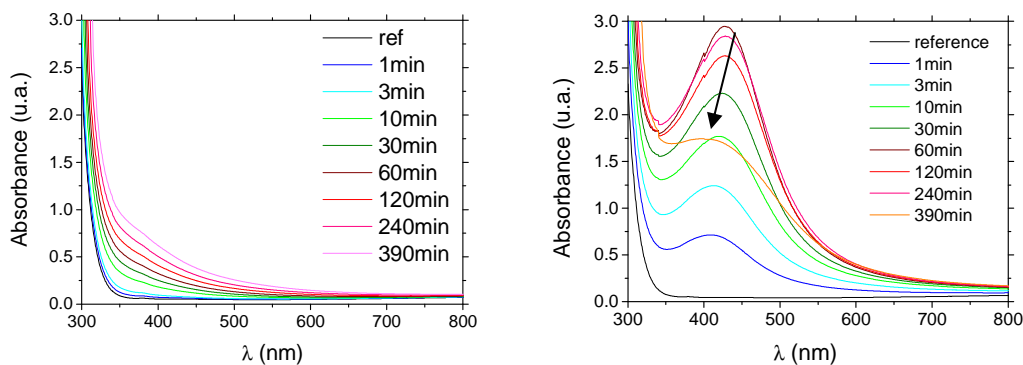 3.0
2.5
2.0
1.5
1.0
0.5
0.0
Absorbance (u.a.)
300 400 500 600 700 800
λ (nm)
ref
1min
3min
10min
30min
60min
120min
240min
390min
3.0
2.5
2.0
1.5
1.0
0.5
0.0
Absorbance (u.a.)
300 400 500 600 700 800
λ (nm)
reference
1min
3min
10min
30min
60min
120min
240min
390min